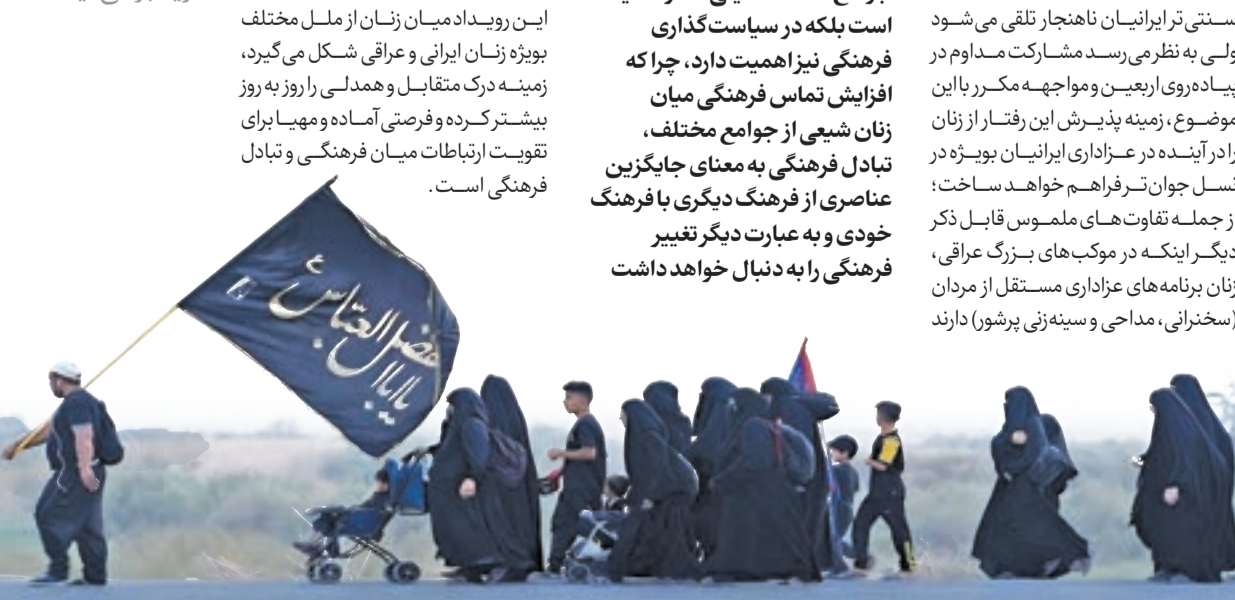 سنتی‌تر ایرانیان ناهنجار تلقی می‌شود
ولی به نظر می‌رسد مشارکت مداوم در
پیاده‌روی اربعین و مواجهه مکرر با این
موضوع، زمینه پذیرش این رفتار از زنان
را در آینده در عزاداری ایرانیان بویژه در
نسل جوان‌تر فراهم خواهد ساخت؛
از جمله تفاوت‌های ملموس قابل ذکر
دیگر اینکه در موکب‌های بزرگ عراقی،
زنان برنامه‌های عزاداری مستقل از مردان
(سخنرانی، مداحی و سینه‌زنی پرشور) دارند
است بلکه در سیاست‌گذاری
فرهنگی نیز اهمیت دارد، چرا که
افزایش تماس فرهنگی میان
زنان شیعی از جوامع مختلف،
تبادل فرهنگی به معنای جایگزین
عناصری از فرهنگ دیگری با فرهنگ
خودی و به عبارت دیگر تغییر
فرهنگی را به دنبال خواهد داشت
این رویداد میان زنان از ملل مختلف
بویژه زنان ایرانی و عراقی شکل می‌گیرد،
زمینه درک متقابل و همدلی را روز به روز
بیشتر کرده و فرصتی آماده و مهیا برای
تقویت ارتباطات میان فرهنگی و تبادل
فرهنگی است.
یا اباالفضل العباس ع